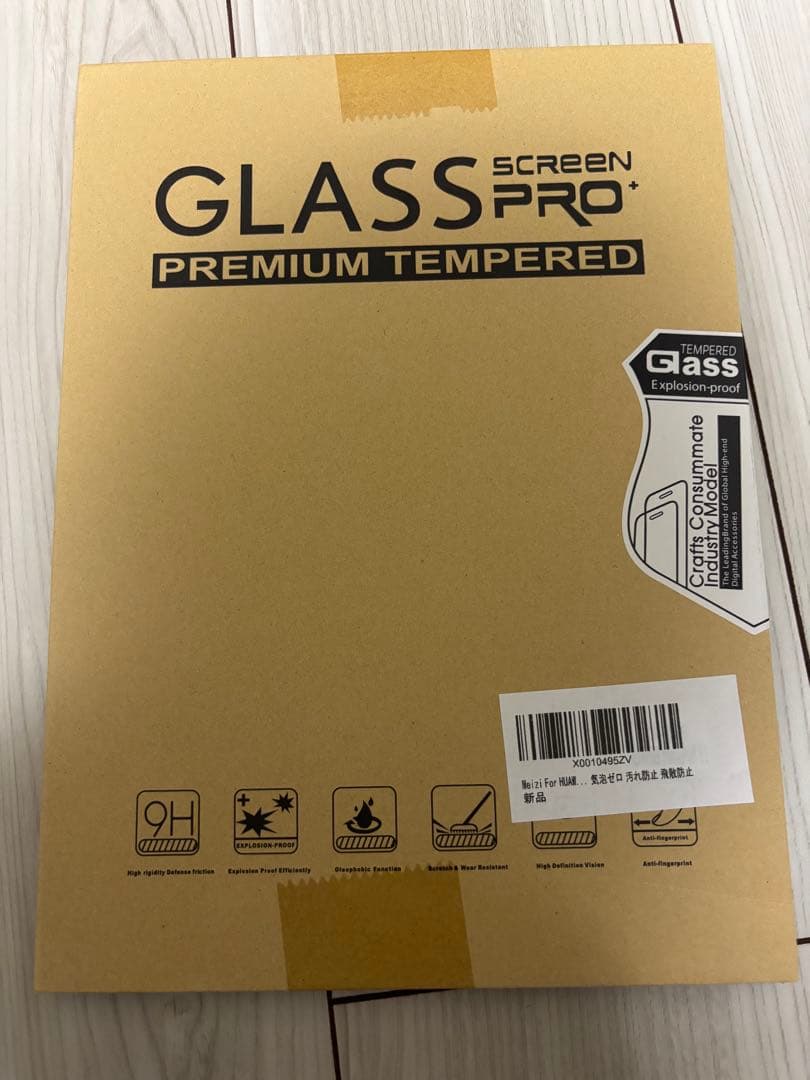 GLASS SCREEN PRO+
PREMIUM TEMPERED
TEMPERED
Glass
Explosion-proof
Crafts Consummate
Industry Model
The LeadingBrand of Global High-end
Digital Accessories
X0010495ZV
Meizi For HUAW... 気泡ゼロ 汚れ防止 飛散防止
新品
9H
EXPLOSION-PROOF
Anti-fingerprint
High rigidity Defense friction
Explosion Proof Efficiently
Oleophobic Function
Scratch & Wear Resistant
High Definition Vision
Anti-fingerprint